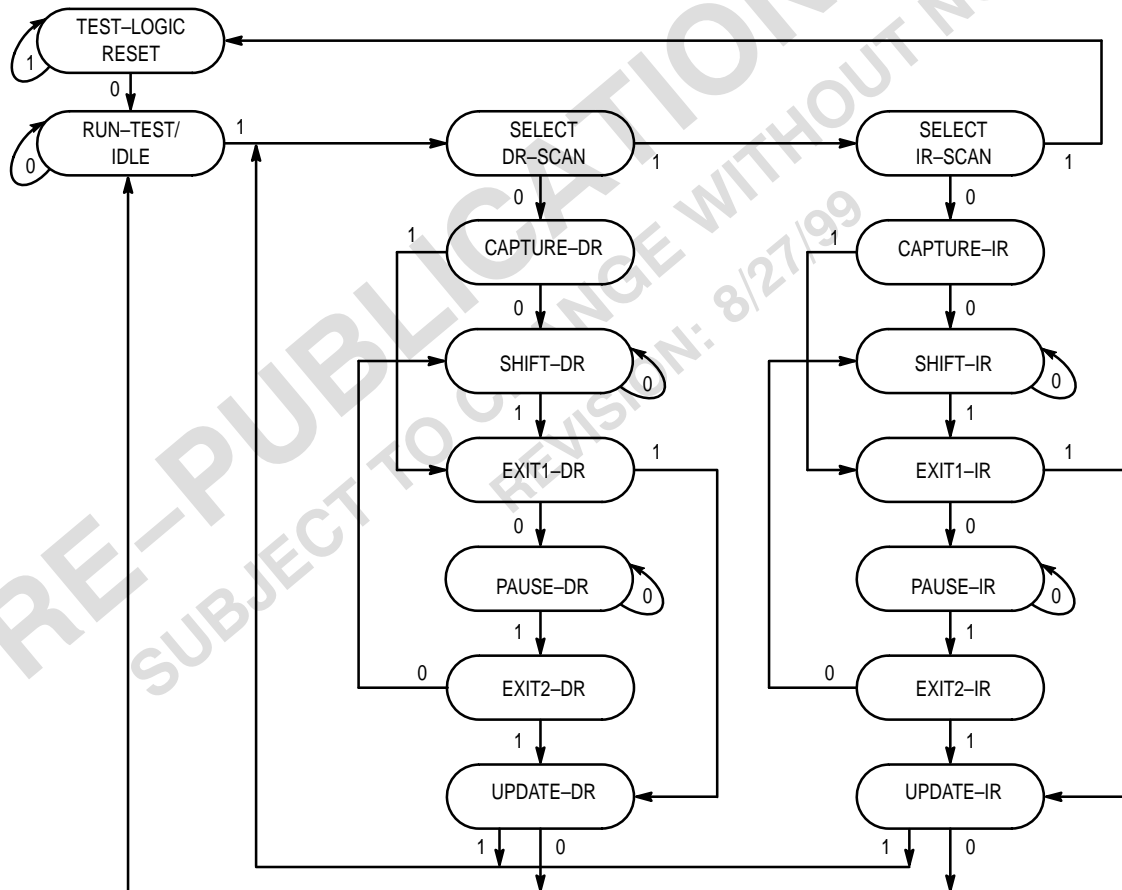 TEST–LOGIC
RESET
1
0
RUN–TEST/
IDLE
0
1
SELECT
DR–SCAN
1
SELECT
IR–SCAN
1
0
0
CAPTURE–DR
1
CAPTURE–IR
1
0
0
SHIFT–DR
0
SHIFT–IR
0
1
1
EXIT1–DR
1
EXIT1–IR
1
0
0
PAUSE–DR
0
PAUSE–IR
0
1
1
EXIT2–DR
0
EXIT2–IR
0
1
1
UPDATE–DR
UPDATE–IR
1
0
1
0
RE–PUBLICATION
SUBJECT TO CHANGE WITHOUT
REVISION: 8/27/99